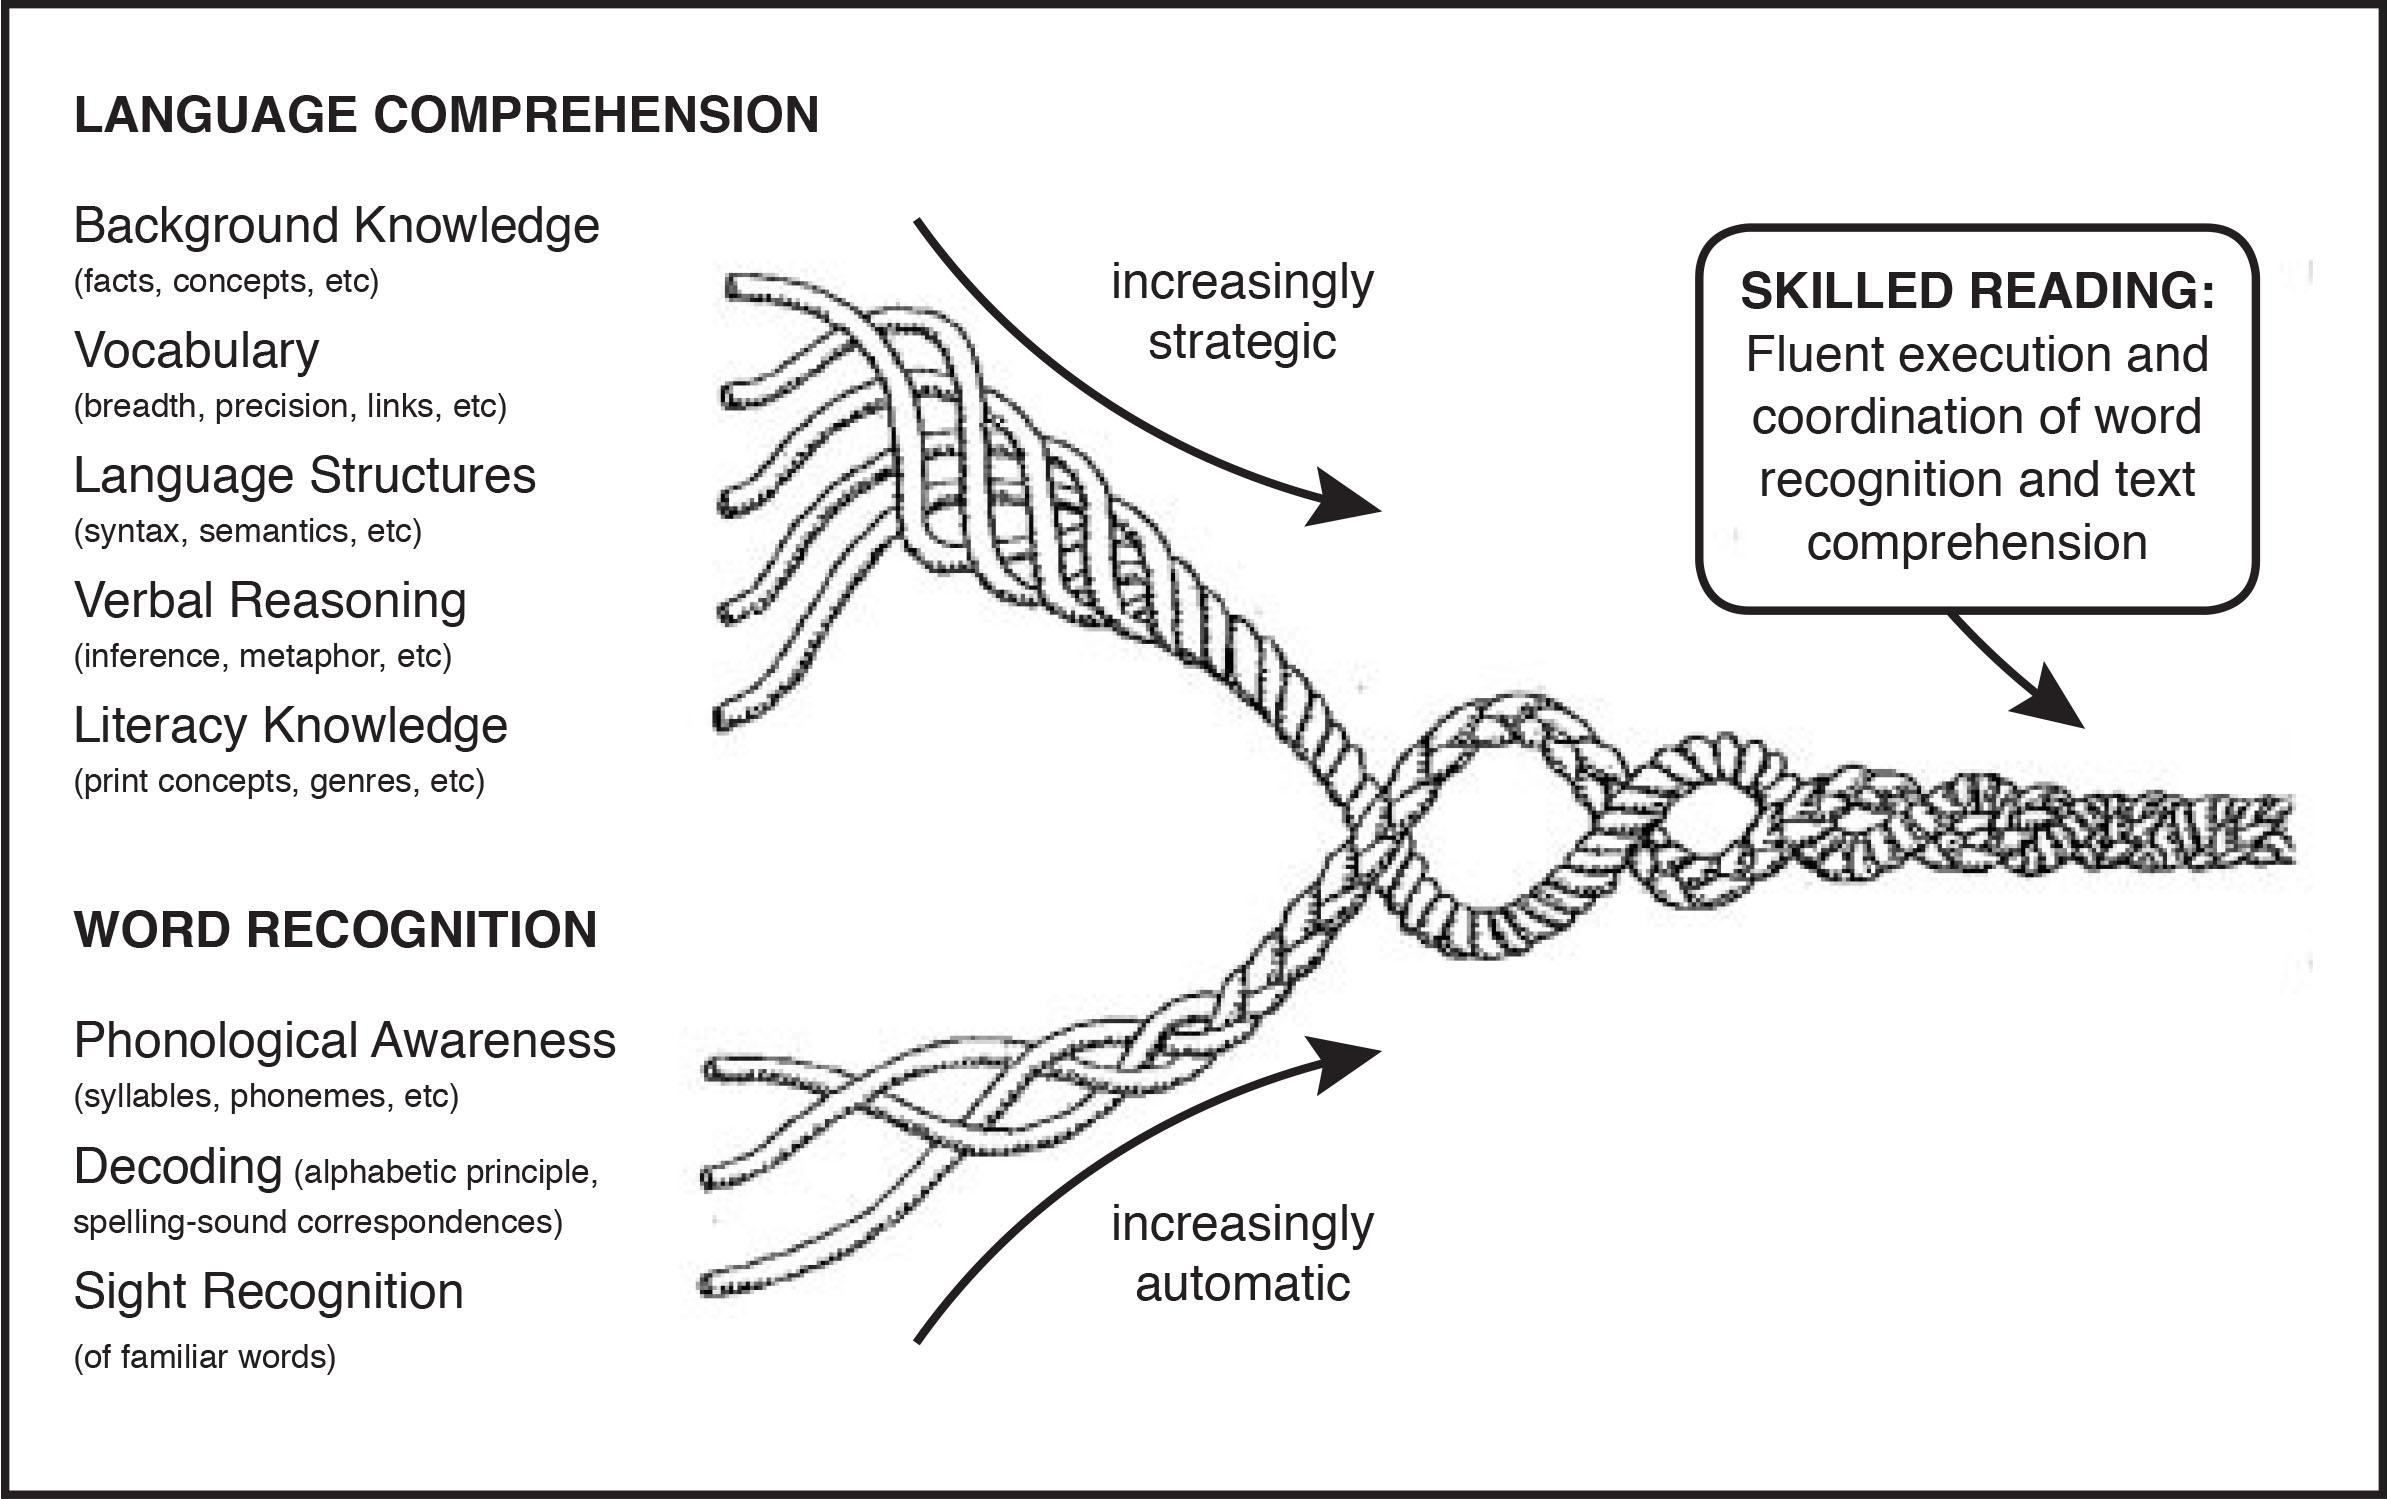 LANGUAGE COMPREHENSION
Background Knowledge
(facts, concepts, etc)
Vocabulary
(breadth, precision, links, etc)
Language Structures
(syntax, semantics, etc)
Verbal Reasoning
(inference, metaphor, etc)
Literacy Knowledge
(print concepts, genres, etc)
WORD RECOGNITION
Phonological Awareness
(syllables, phonemes, etc)
Decoding (alphabetic principle,
spelling-sound correspondences)
Sight Recognition
(of familiar words)
increasingly
strategic
increasingly
automatic
SKILLED READING:
Fluent execution and
coordination of word
recognition and text
comprehension